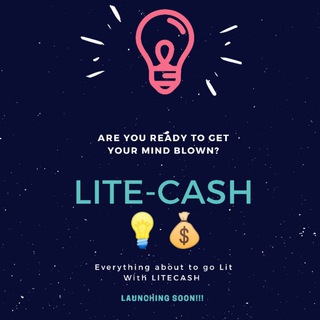 ARE YOU READY TO GET
YOUR MIND BLOWN?
LITE-CASH
Everything about to go Lit
With LITECASH
LAUNCHING SOON!!!